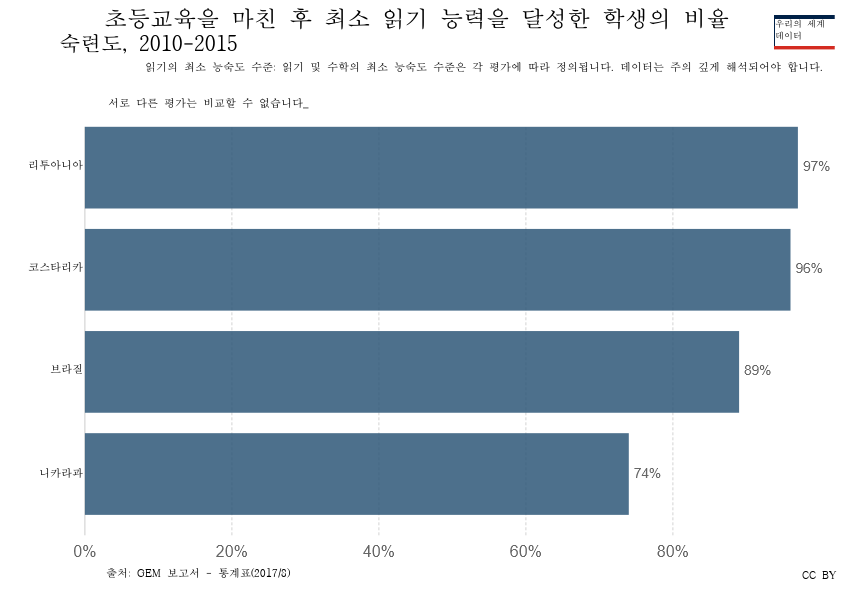 초등교육을 마친 후 최소 읽기 능력을 달성한 학생의 비율
숙련도, 2010-2015
우리의 세계
데이터
읽기의 최소 능숙도 수준: 읽기 및 수학의 최소 능숙도 수준은 각 평가에 따라 정의됩니다. 데이터는 주의 깊게 해석되어야 합니다.
서로 다른 평가는 비교할 수 없습니다_
리투아니아 97%
코스타리카 96%
브라질 89%
니카라과 74%
0% 20% 40% 60% 80%
출처: GEM 보고서 - 통계표(2017/8)
CC BY